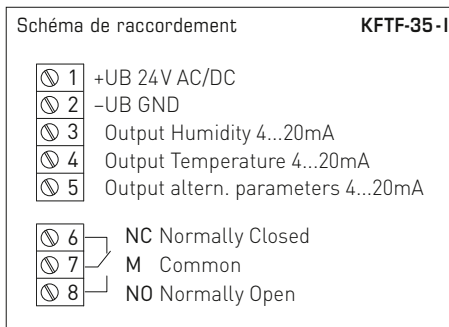 Schéma de raccordement KFTF-35-I
1 +UB 24V AC/DC
2 –UB GND
3 Output Humidity 4...20mA
4 Output Temperature 4...20mA
5 Output altern. parameters 4...20mA
6 NC Normally Closed
7 M Common
8 NO Normally Open